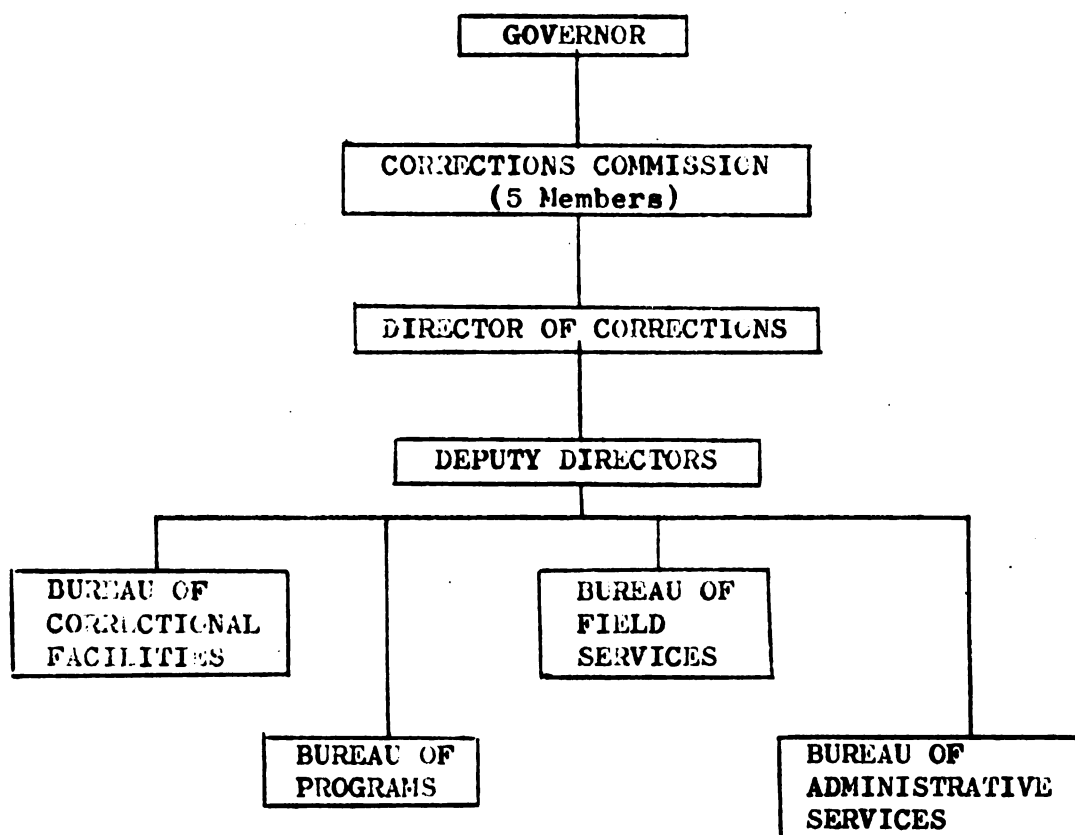 GOVERNOR
CORRECTIONS COMMISSION
(5 Members)
DIRECTOR OF CORRECTIONS
DEPUTY DIRECTORS
BUREAU OF
CORRECTIONAL
FACILITIES
BUREAU OF
FIELD
SERVICES
BUREAU OF
PROGRAMS
BUREAU OF
ADMINISTRATIVE
SERVICES